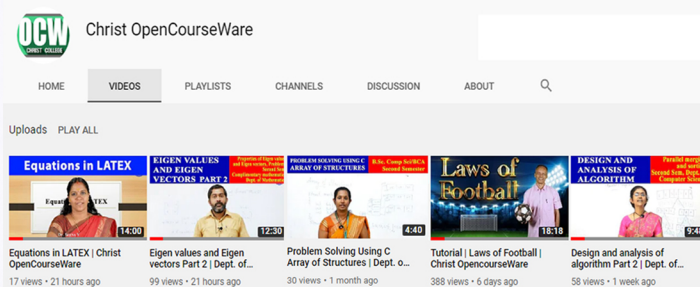 OCW
CHRIST COLLEGE
Christ OpenCourseWare
HOME VIDEOS PLAYLISTS CHANNELS DISCUSSION ABOUT
Uploads PLAY ALL
Equations in LATEX
14:00
Equations in LATEX | Christ
OpenCourseWare
17 views • 21 hours ago
EIGEN VALUES
AND EIGEN
VECTORS PART 2
12:30
Eigen values and Eigen
vectors Part 2 | Dept. of...
99 views • 21 hours ago
PROBLEM SOLVING USING C
ARRAY OF STRUCTURES
B.Sc. Comp Sci/BCA
Second Semester
4:40
Problem Solving Using C
Array of Structures | Dept. o...
30 views • 1 month ago
Laws of
Football
18:18
Tutorial | Laws of Football |
Christ OpencourseWare
388 views • 6 days ago
DESIGN AND
ANALYSIS OF
ALGORITHM
Design and analysis of
algorithm Part 2 | Dept. of...
58 views • 1 week ago